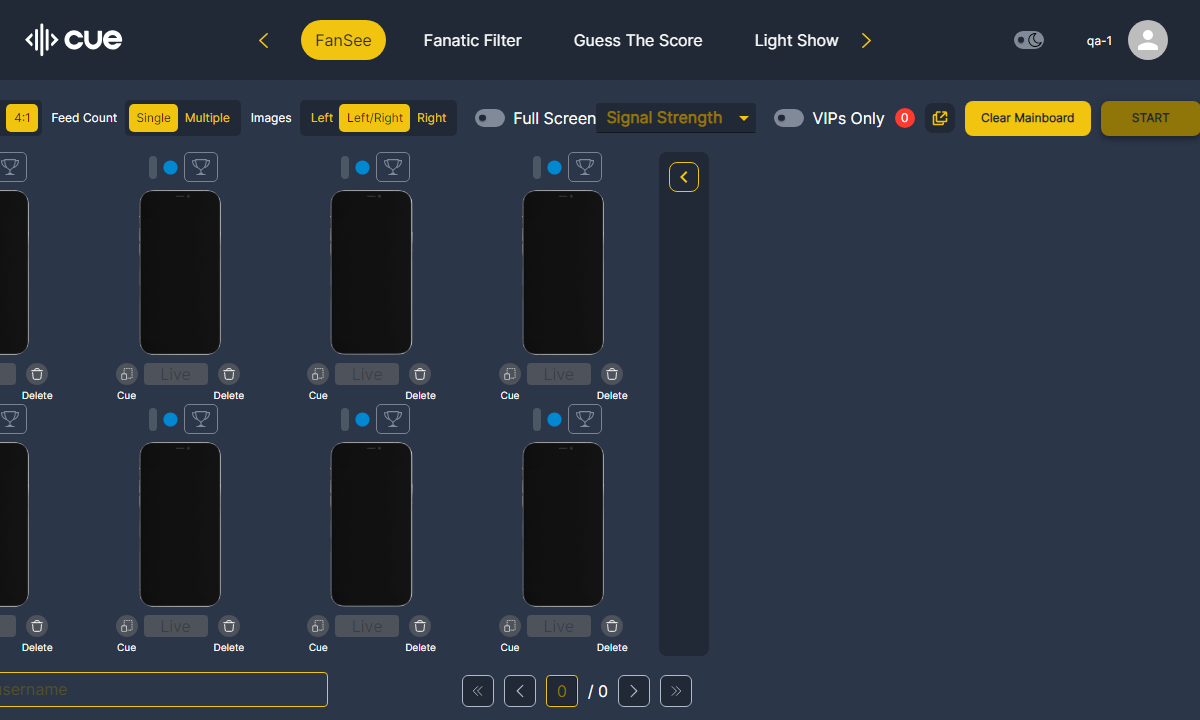 cue
FanSee
Fanatic Filter
Guess The Score
Light Show
qa-1
4:1
Feed Count
Single
Multiple
Images
Left
Left/Right
Right
Full Screen
Signal Strength
VIPs Only
0
Clear Mainboard
START
Live
Live
Live
Delete
Cue
Delete
Cue
Delete
Cue
Delete
Live
Live
Live
Delete
Cue
Delete
Cue
Delete
Cue
Delete
0
/ 0